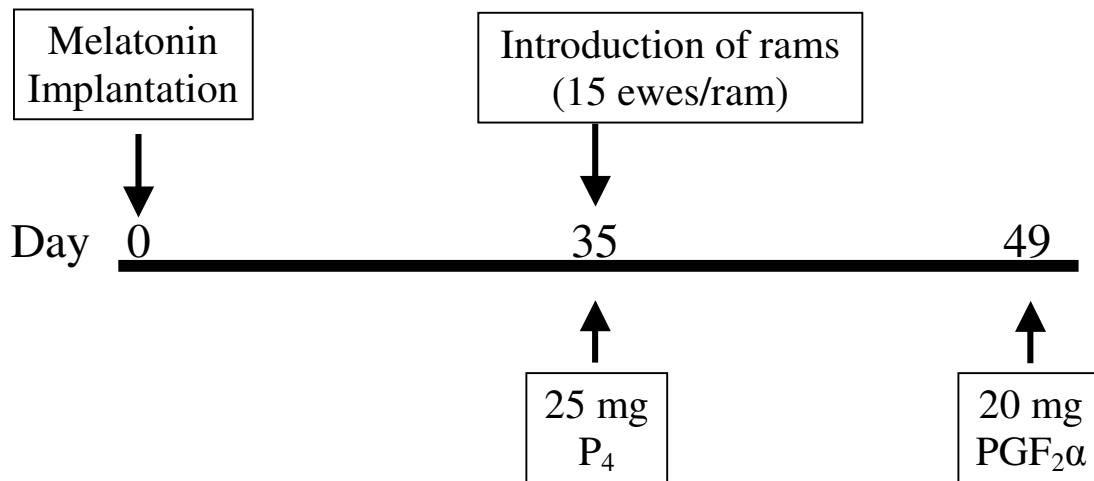 Melatonin
Implantation
Introduction of rams
(15 ewes/ram)
Day 0 35 49
25 mg
P₄
20 mg
PGF₂α